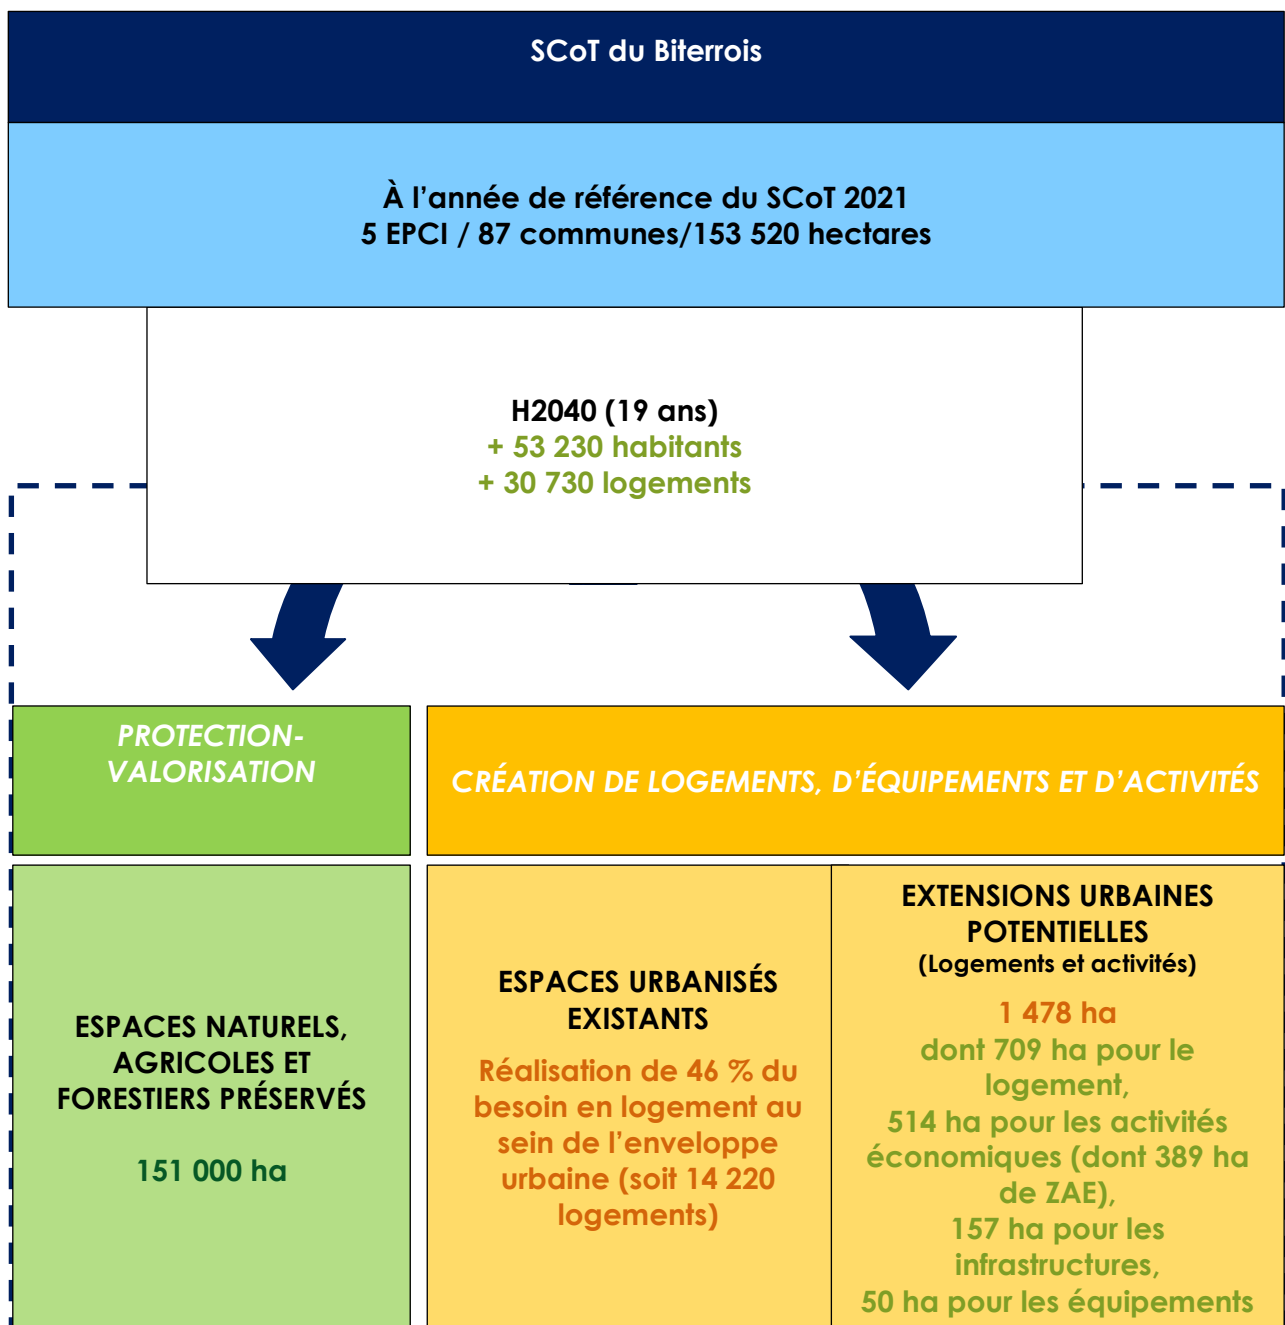 SCoT du Biterrois
À l’année de référence du SCoT 2021
5 EPCI / 87 communes/153 520 hectares
H2040 (19 ans)
+ 53 230 habitants
+ 30 730 logements
PROTECTION-
VALORISATION
CRÉATION DE LOGEMENTS, D’ÉQUIPEMENTS ET D’ACTIVITÉS
ESPACES NATURELS,
AGRICOLES ET
FORESTIERS PRÉSERVÉS
151 000 ha
ESPACES URBANISÉS
EXISTANTS
Réalisation de 46 % du
besoin en logement au
sein de l’enveloppe
urbaine (soit 14 220
logements)
EXTENSIONS URBAINES
POTENTIELLES
(Logements et activités)
1 478 ha
dont 709 ha pour le
logement,
514 ha pour les activités
économiques (dont 389 ha
de ZAE),
157 ha pour les
infrastructures,
50 ha pour les équipements